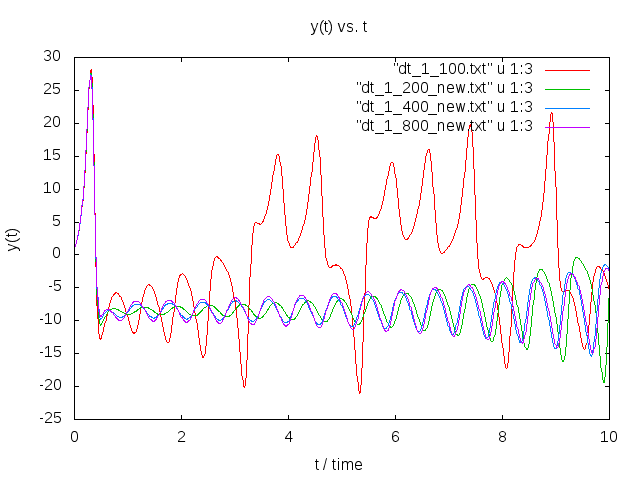 y(t) vs. t
"dt_1_100.txt" u 1:3
"dt_1_200_new.txt" u 1:3
"dt_1_400_new.txt" u 1:3
"dt_1_800_new.txt" u 1:3
30
25
20
15
10
5
0
-5
-10
-15
-20
-25
y(t)
0 2 4 6 8 10
t / time